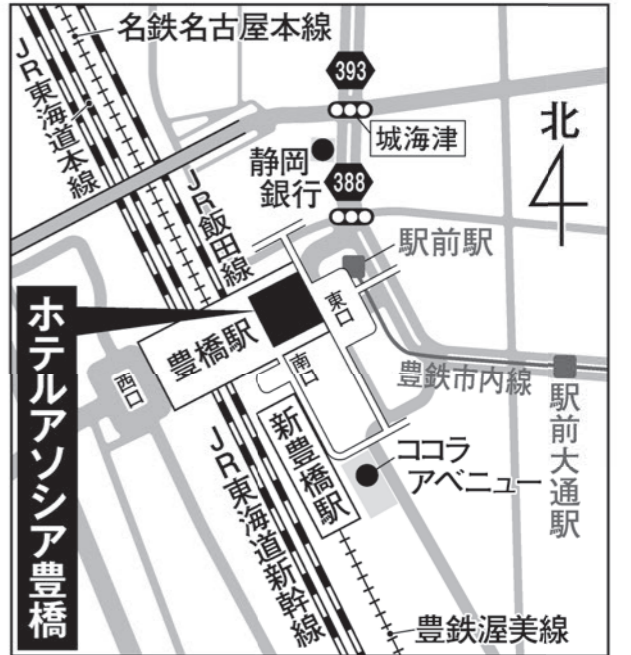 名鉄名古屋本線
JR東海道本線
393
城海津
北
静岡
銀行
388
JR飯田線
駅前駅
東口
豊橋駅
ホテルアソシア豊橋
西口
南口
豊鉄市内線
駅前大通駅
新豊橋駅
ココラ
アベニュー
JR東海道新幹線
豊鉄渥美線